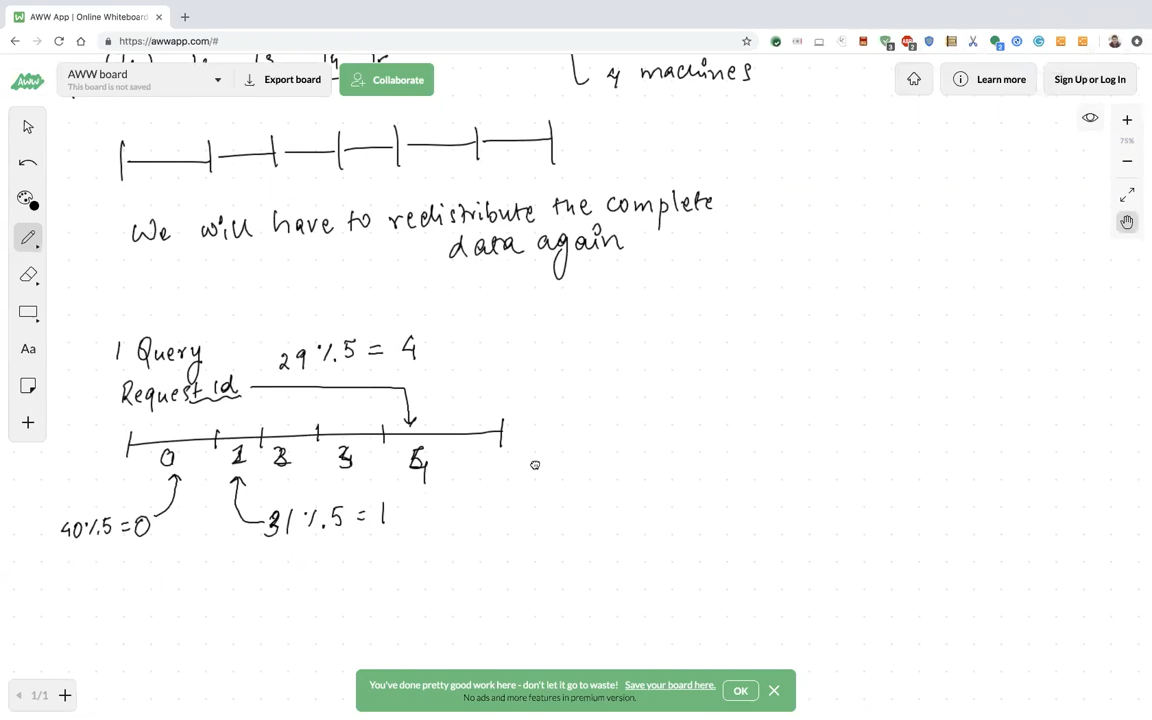 AWW App | Online Whiteboard
https://awwapp.com/#
AWW
AWW board
This board is not saved
Export board
Collaborate
Learn more
Sign Up or Log In
75%
4 machines
We will have to redistribute the complete
data again
1 Query
29 % 5 = 4
Request id
0 1 2 3 4
40 % 5 = 0
31 % 5 = 1
Aa
You've done pretty good work here - don't let it go to waste! Save your board here.
No ads and more features in premium version.
OK
1/1